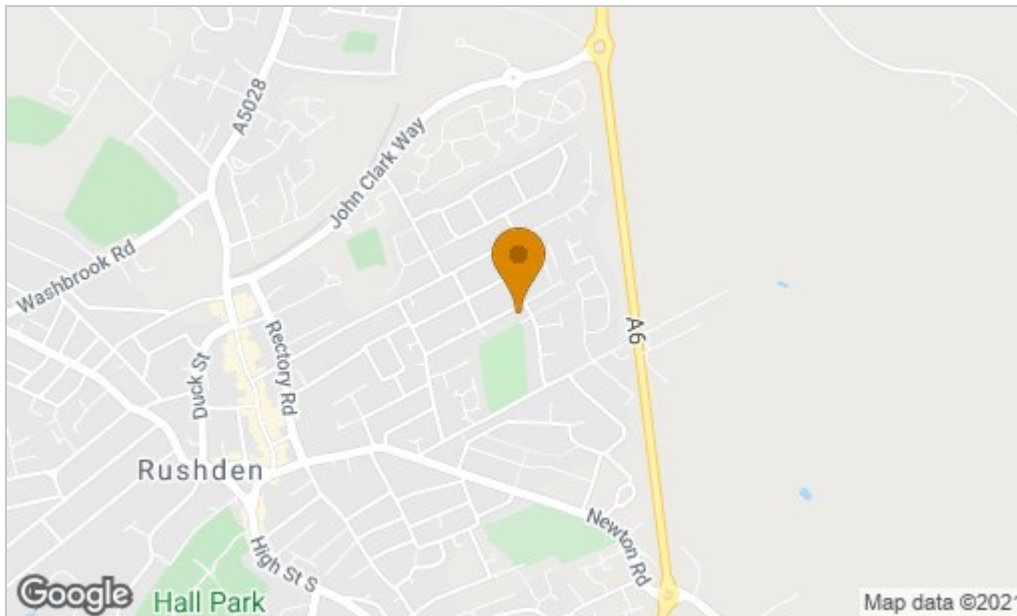 A5028
John Clark Way
Washbrook Rd
Rectory Rd
Duck St
A6
Rushden
Newton Rd
High St S
Hall Park
Google
Map data ©2021